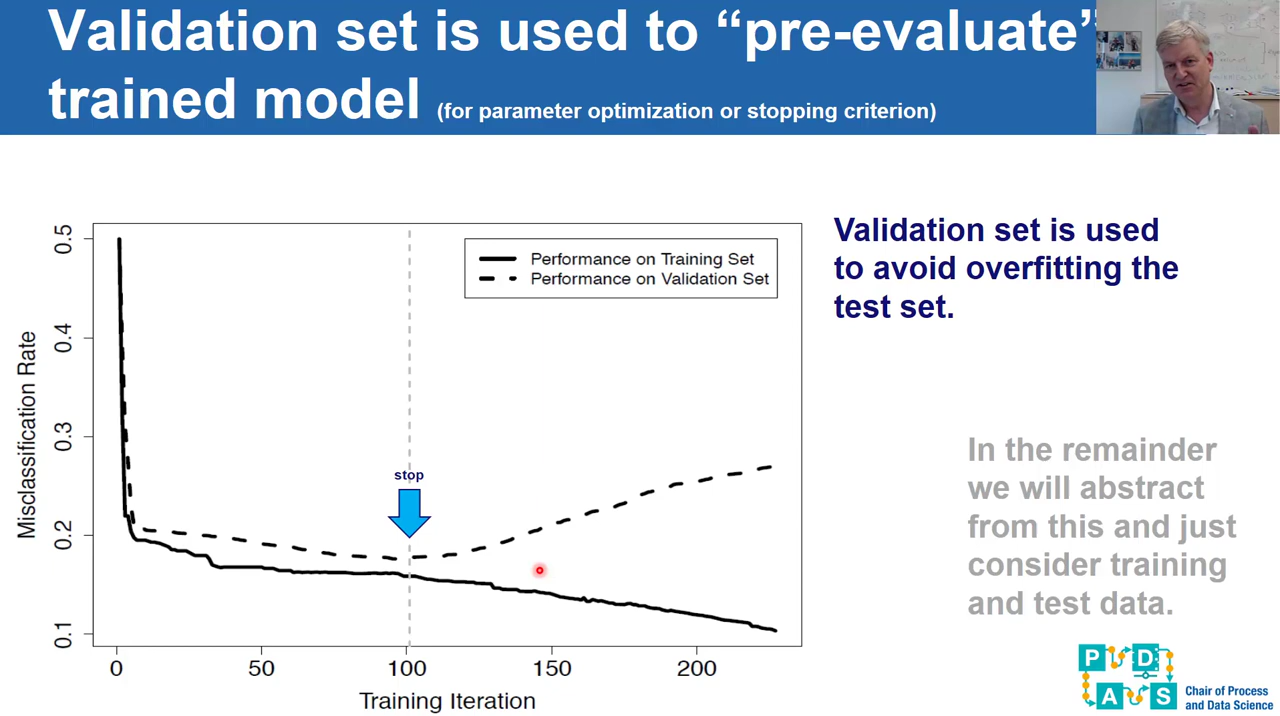 Validation set is used to “pre-evaluate”
trained model (for parameter optimization or stopping criterion)
Validation set is used
to avoid overfitting the
test set.
Misclassification Rate
0.5
0.4
0.3
0.2
0.1
Performance on Training Set
Performance on Validation Set
stop
0
50
100
150
200
Training Iteration
In the remainder
we will abstract
from this and just
consider training
and test data.
P D
A S
Chair of Process
and Data Science